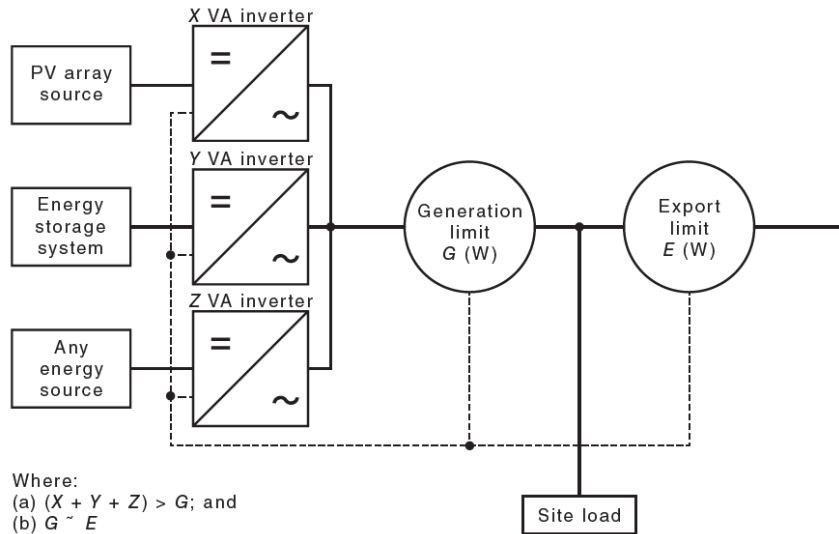 X VA inverter
PV array
source
=
~
Y VA inverter
Energy
storage
system
=
~
Generation
limit
G (W)
Export
limit
E (W)
Z VA inverter
Any
energy
source
=
~
Where:
(a) (X + Y + Z) > G; and
(b) G ˜ E
Site load